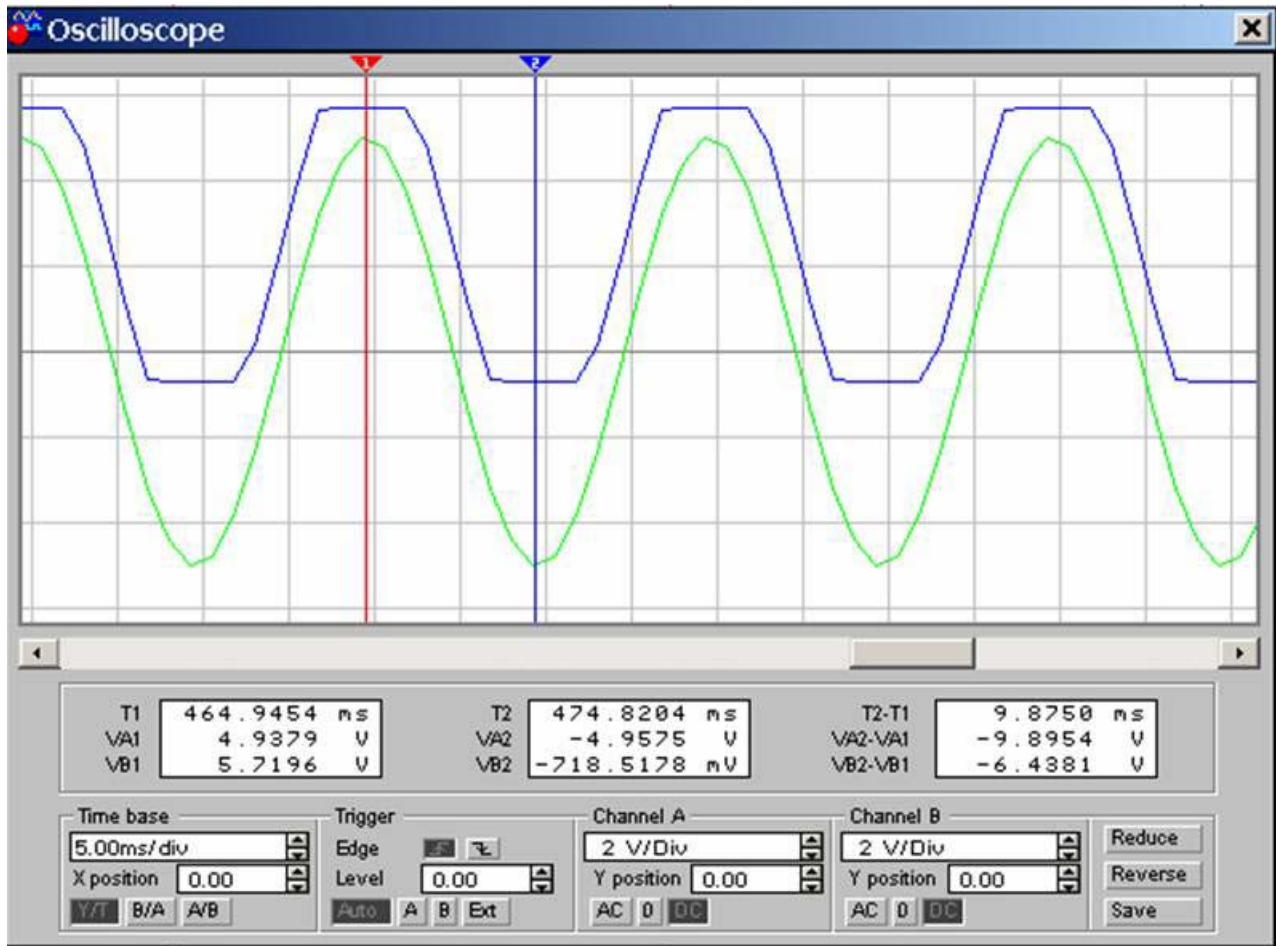 Oscilloscope
1 2
T1 464.9454 ms T2 474.8204 ms T2-T1 9.8750 ms
VA1 4.9379 V VA2 -4.9575 V VA2-VA1 -9.8954 V
VB1 5.7196 V VB2 -718.5178 mV VB2-VB1 -6.4381 V
Time base Trigger Channel A Channel B
5.00ms/div Edge 2 V/Div 2 V/Div Reduce
X position 0.00 Level 0.00 Y position 0.00 Y position 0.00 Reverse
Y/T B/A A/B Auto A B Ext AC 0 DC AC 0 DC Save